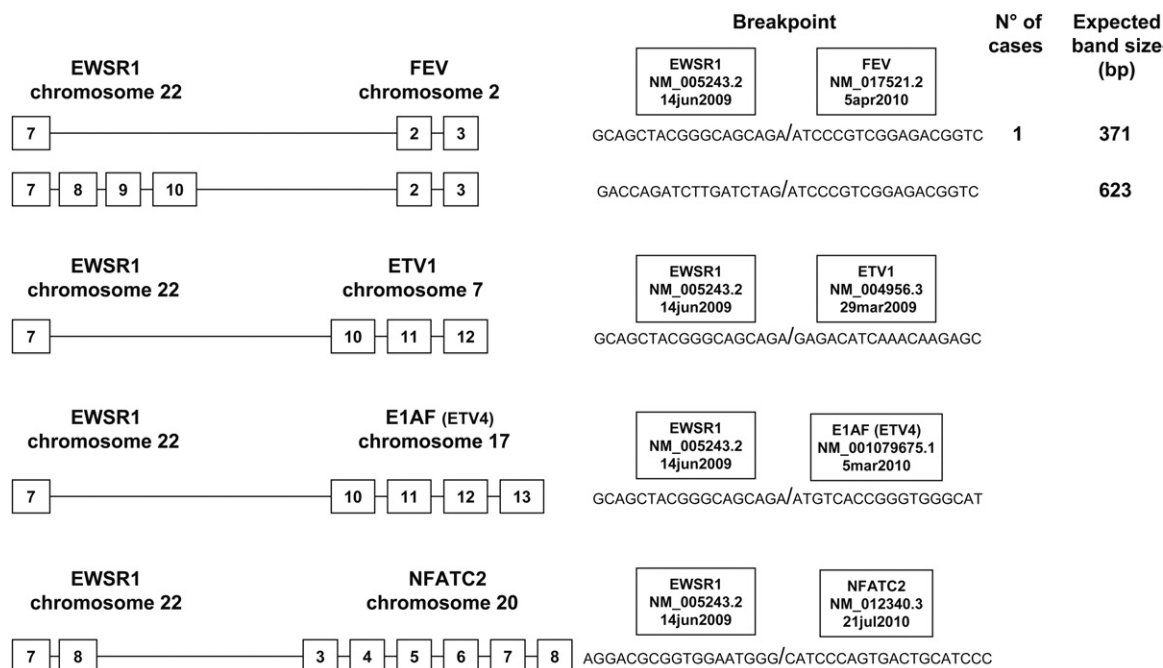 Breakpoint
N° of cases
Expected band size (bp)
EWSR1
chromosome 22
FEV
chromosome 2
EWSR1
NM_005243.2
14jun2009
FEV
NM_017521.2
5apr2010
7 2 3
GCAGCTACGGGCAGCAGA/ATCCCGTCGGAGACGGTC 1 371
7 8 9 10 2 3
GACCAGATCTTGATCTAG/ATCCCGTCGGAGACGGTC 623
EWSR1
chromosome 22
ETV1
chromosome 7
EWSR1
NM_005243.2
14jun2009
ETV1
NM_004956.3
29mar2009
7 10 11 12
GCAGCTACGGGCAGCAGA/GAGACATCAAACAAGAGC
EWSR1
chromosome 22
E1AF (ETV4)
chromosome 17
EWSR1
NM_005243.2
14jun2009
E1AF (ETV4)
NM_001079675.1
5mar2010
7 10 11 12 13
GCAGCTACGGGCAGCAGA/ATGTCACCGGGTGGGCAT
EWSR1
chromosome 22
NFATC2
chromosome 20
EWSR1
NM_005243.2
14jun2009
NFATC2
NM_012340.3
21jul2010
7 8 3 4 5 6 7 8
AGGACGCGGTGGAATGGG/CATCCCAGTGACTGCATCCC